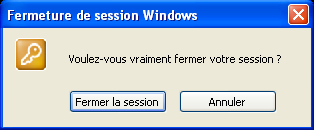 Fermeture de session Windows
Voulez-vous vraiment fermer votre session ?
Fermer la session
Annuler